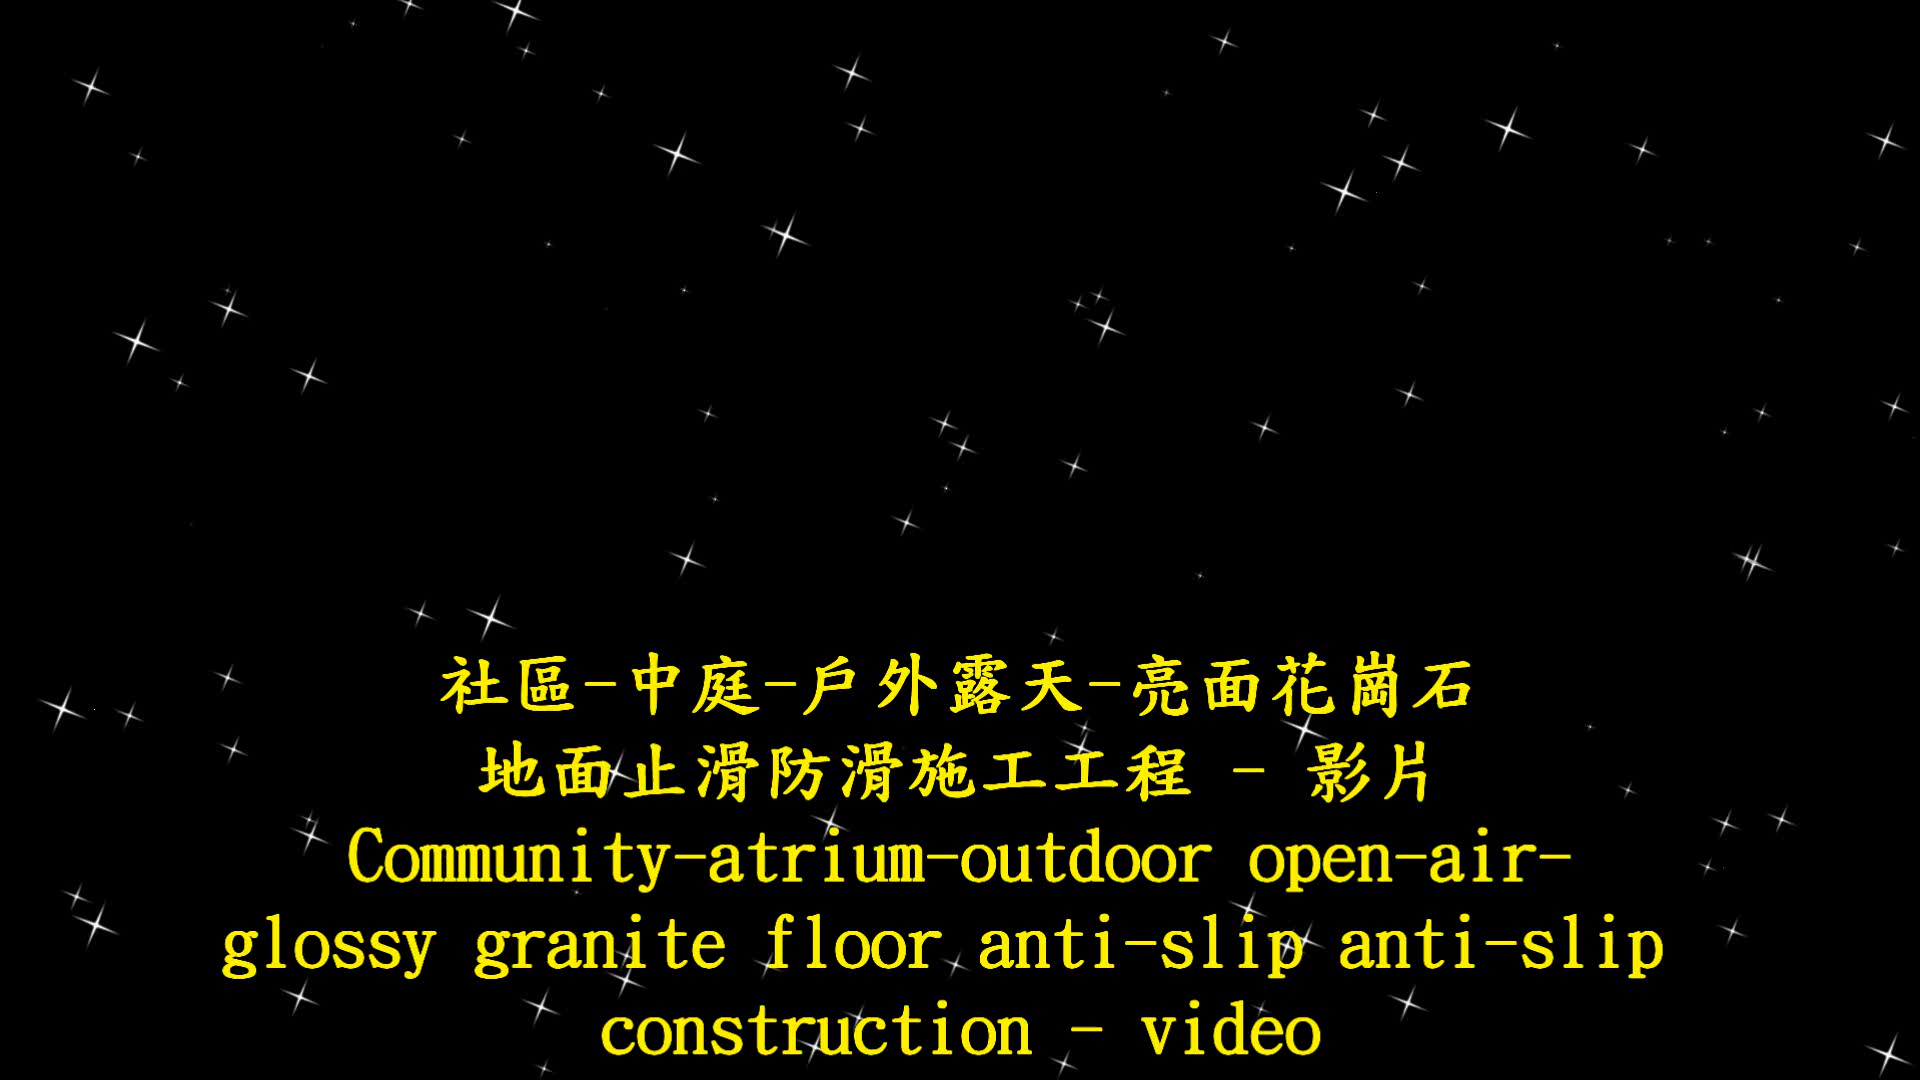 社區-中庭-戶外露天-亮面花崗石
地面止滑防滑施工工程 - 影片
Community-atrium-outdoor open-air-
glossy granite floor anti-slip anti-slip
construction - video